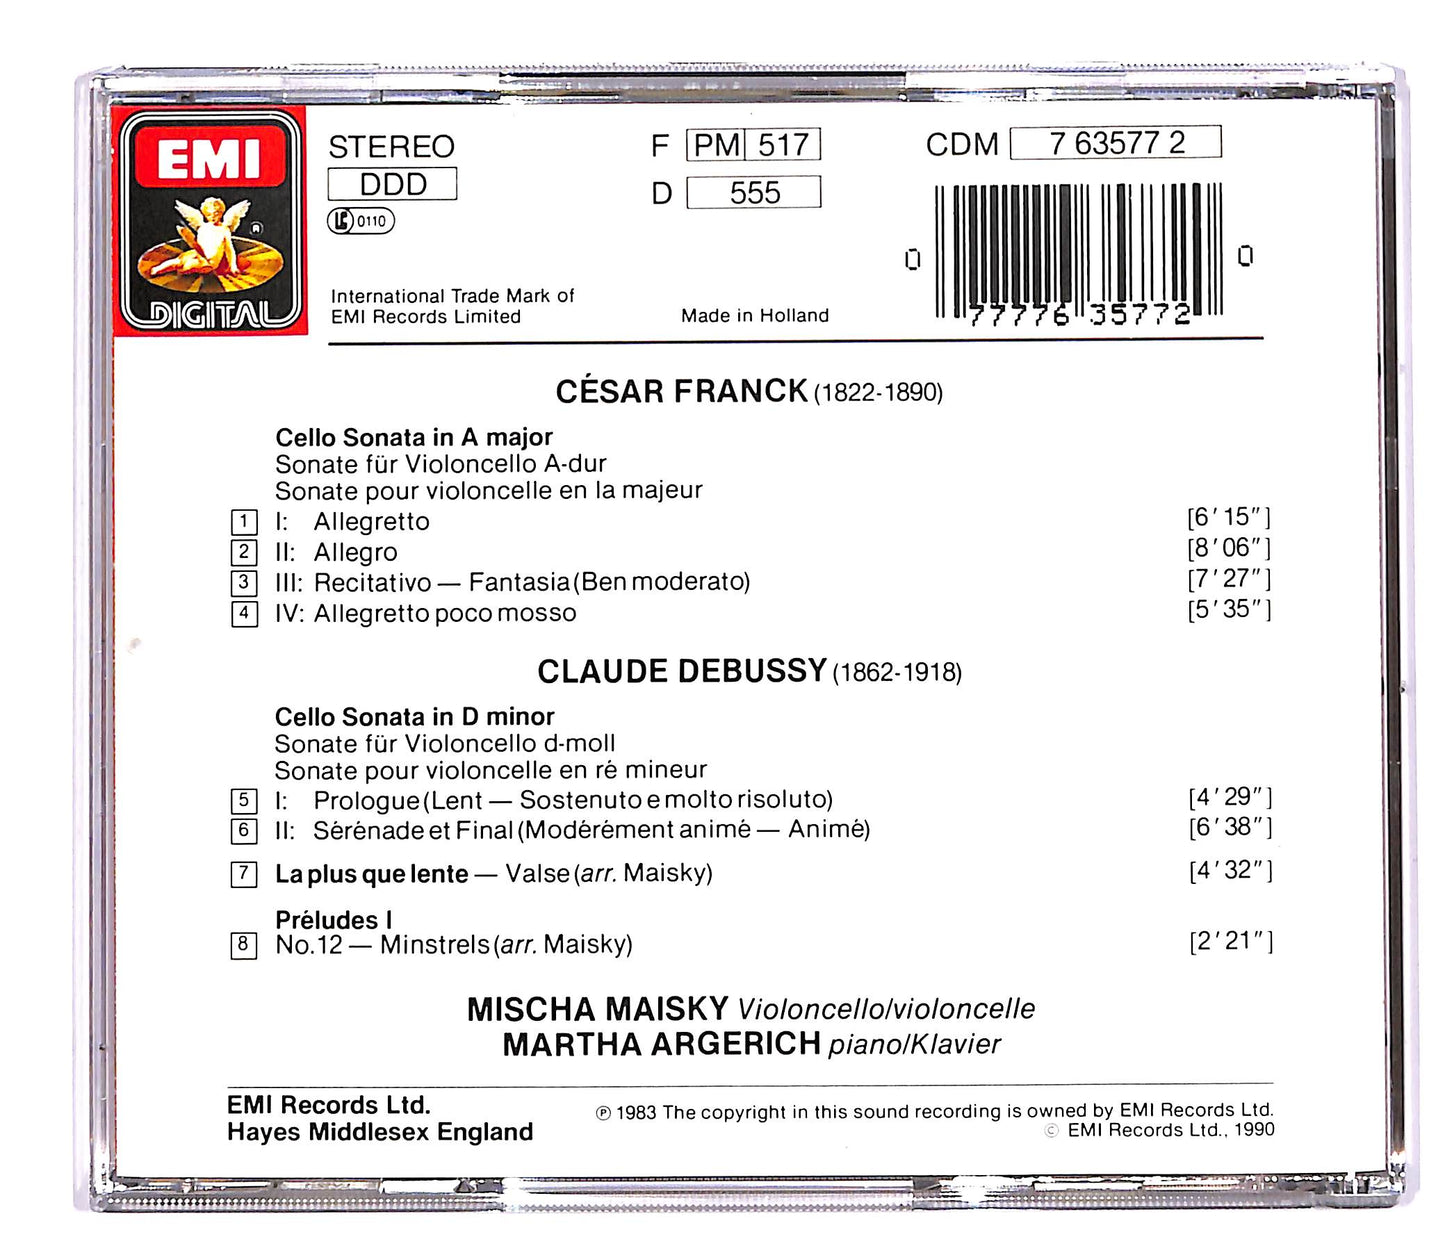 EMI
DIGITAL
®
STEREO
DDD
LC 0110
F PM 517
D 555
CDM 7 63577 2
0 77776 35772 0
International Trade Mark of
EMI Records Limited
Made in Holland
CÉSAR FRANCK (1822-1890)
Cello Sonata in A major
Sonate für Violoncello A-dur
Sonate pour violoncelle en la majeur
1 I: Allegretto [6′15″]
2 II: Allegro [8′06″]
3 III: Recitativo — Fantasia (Ben moderato) [7′27″]
4 IV: Allegretto poco mosso [5′35″]
CLAUDE DEBUSSY (1862-1918)
Cello Sonata in D minor
Sonate für Violoncello d-moll
Sonate pour violoncelle en ré mineur
5 I: Prologue (Lent — Sostenuto e molto risoluto) [4′29″]
6 II: Sérénade et Final (Modérément animé — Animé) [6′38″]
7 La plus que lente — Valse (arr. Maisky) [4′32″]
Préludes I
8 No.12 — Minstrels (arr. Maisky) [2′21″]
MISCHA MAISKY Violoncello/violoncelle
MARTHA ARGERICH piano/Klavier
EMI Records Ltd.
Hayes Middlesex England
℗ 1983 The copyright in this sound recording is owned by EMI Records Ltd.
© EMI Records Ltd., 1990